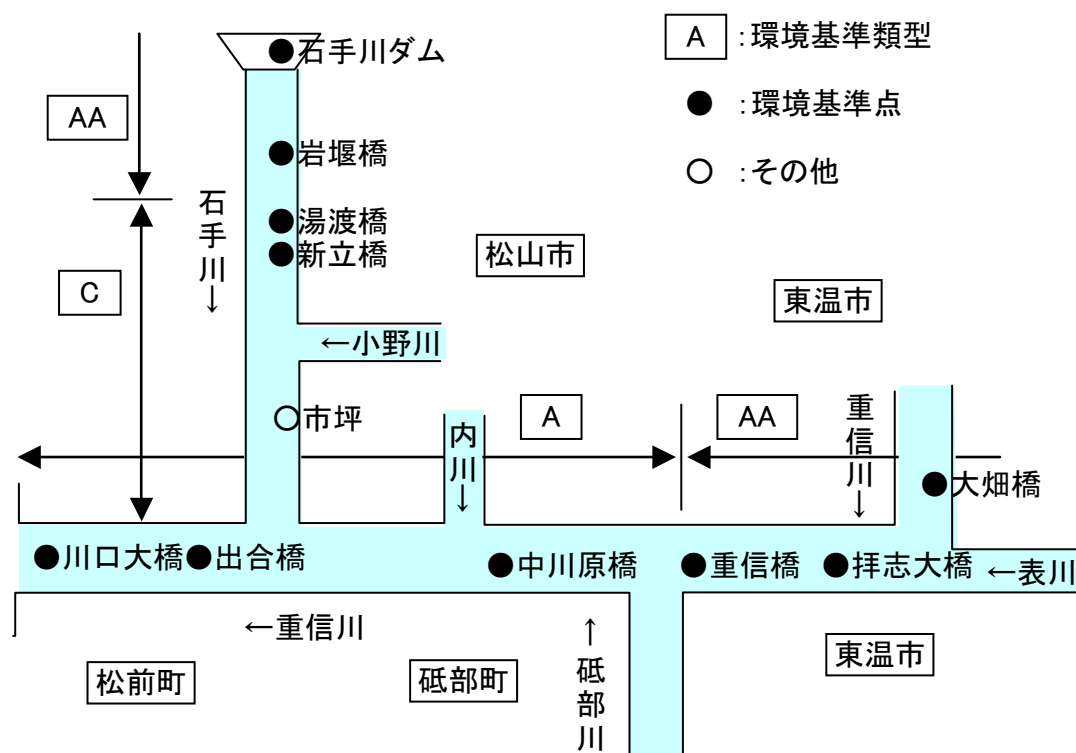 石手川ダム
A :環境基準類型
AA
● :環境基準点
岩堰橋
○ :その他
石手川↓
湯渡橋
新立橋
松山市
C
東温市
←小野川
市坪
A
AA
重信川↓
内川↓
大畑橋
川口大橋
出合橋
中川原橋
重信橋
拝志大橋
←表川
←重信川
↑砥部川
松前町
砥部町
東温市